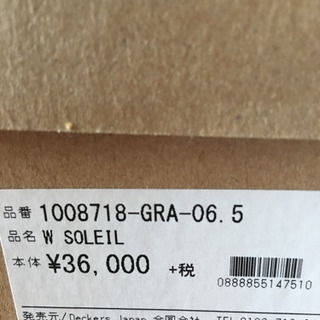 品番 1008718-GRA-06.5
品名 W SOLEIL
本体 ¥36,000 +税
0888855147510
発売元/Deckers Japan 合同会社